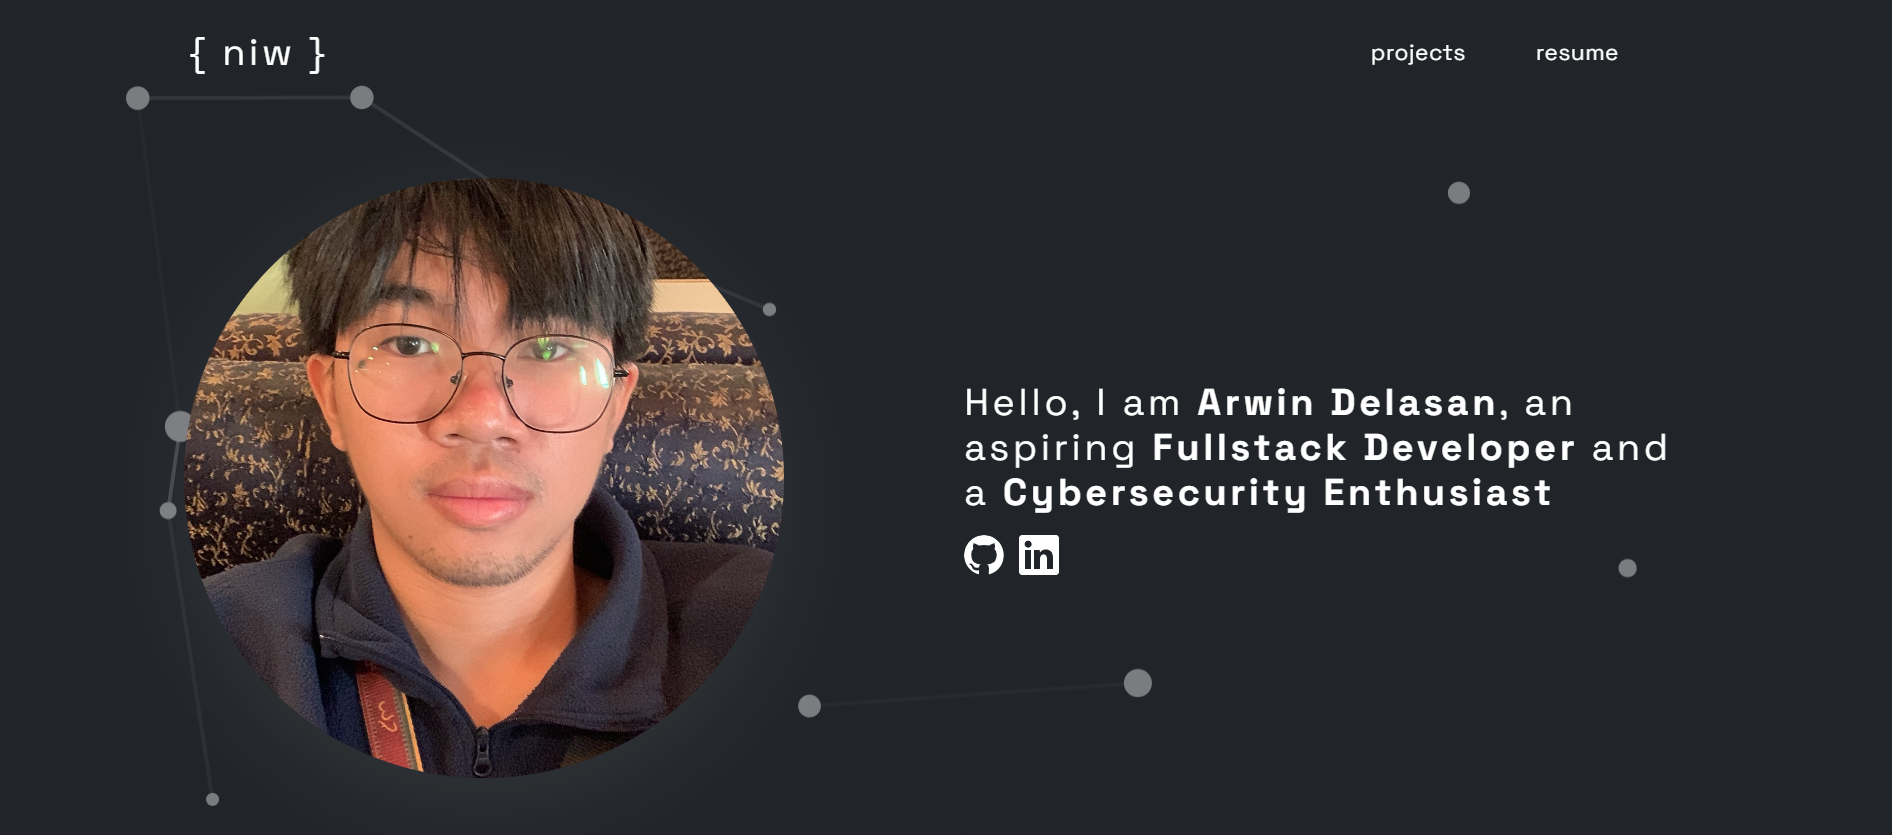 { niw }
projects
resume
Hello, I am Arwin Delasan, an
aspiring Fullstack Developer and
a Cybersecurity Enthusiast
in